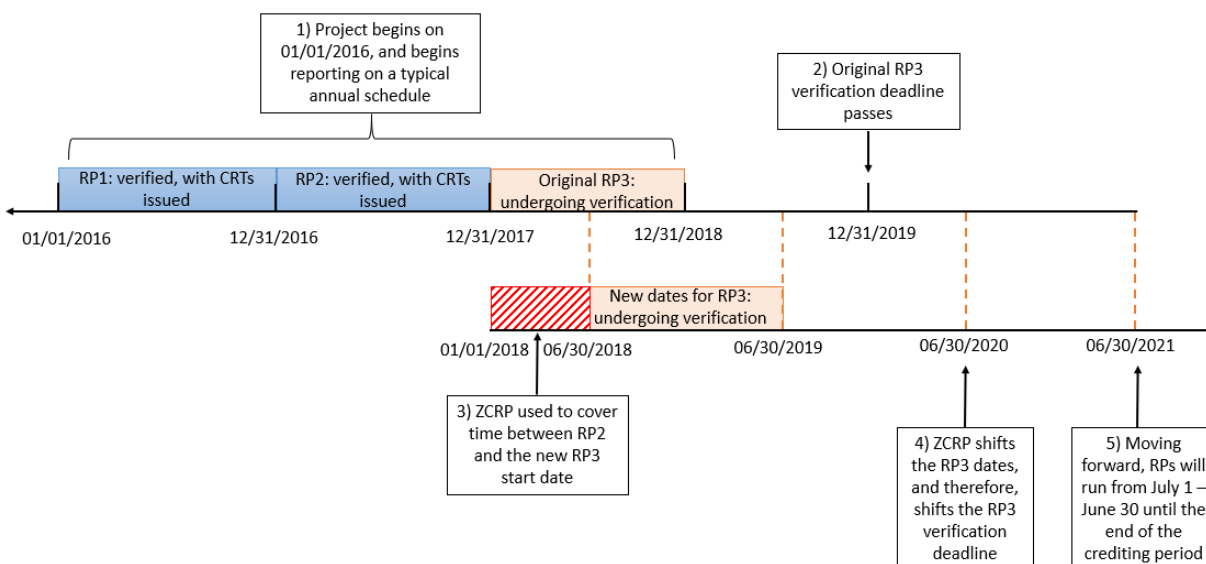 1) Project begins on
01/01/2016, and begins
reporting on a typical
annual schedule
2) Original RP3
verification deadline
passes
RP1: verified, with CRTs
issued
RP2: verified, with CRTs
issued
Original RP3:
undergoing verification
01/01/2016
12/31/2016
12/31/2017
12/31/2018
12/31/2019
New dates for RP3:
undergoing verification
01/01/2018
06/30/2018
06/30/2019
06/30/2020
06/30/2021
3) ZCRP used to cover
time between RP2
and the new RP3
start date
4) ZCRP shifts
the RP3 dates,
and therefore,
shifts the RP3
verification
deadline
5) Moving
forward, RPs will
run from July 1 –
June 30 until the
end of the
crediting period